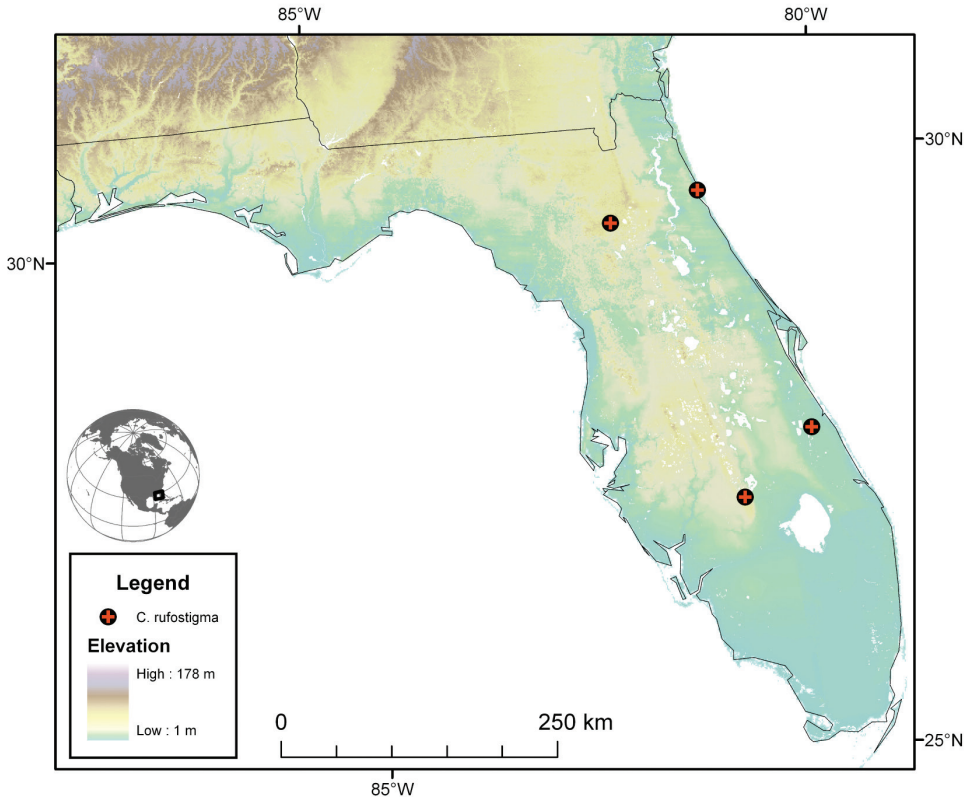 85°W
80°W
30°N
30°N
Legend
C. rufostigma
Elevation
High : 178 m
Low : 1 m
0
250 km
25°N
85°W